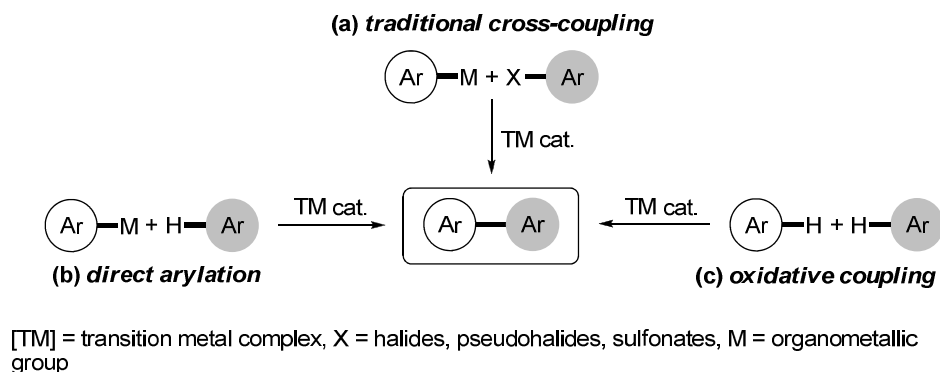 (a) traditional cross-coupling
Ar M + X Ar
TM cat.
Ar M + H Ar
TM cat.
Ar Ar
TM cat.
Ar H + H Ar
(b) direct arylation
(c) oxidative coupling
[TM] = transition metal complex, X = halides, pseudohalides, sulfonates, M = organometallic
group